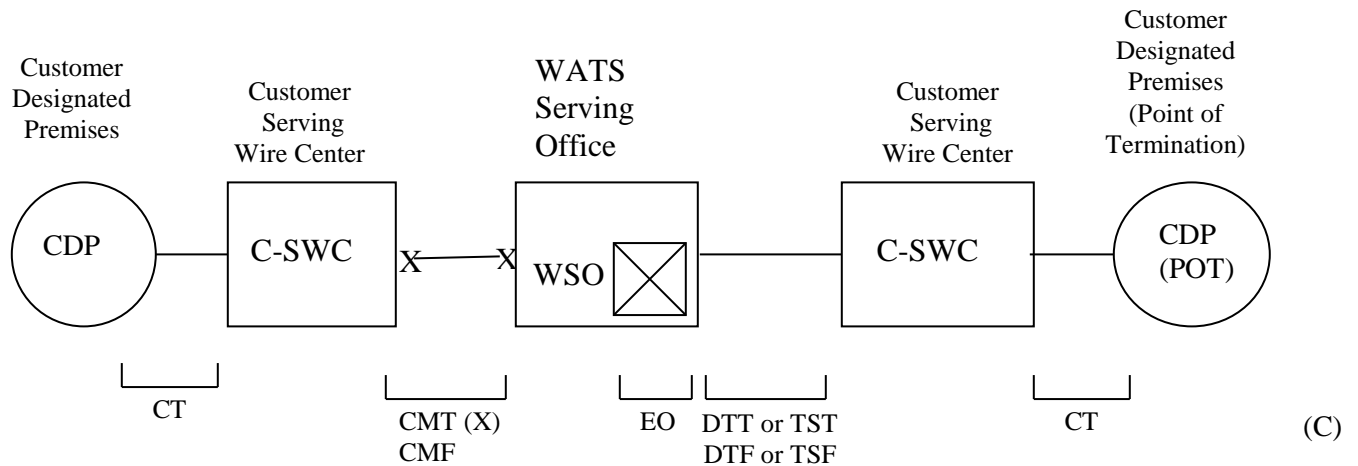 Customer
Designated
Premises
Customer
Serving
Wire Center
WATS
Serving
Office
Customer
Serving
Wire Center
Customer
Designated
Premises
(Point of
Termination)
CDP
C-SWC
X
X
WSO
C-SWC
CDP
(POT)
CT
CMT (X)
CMF
EO
DTT or TST
DTF or TSF
CT
(C)